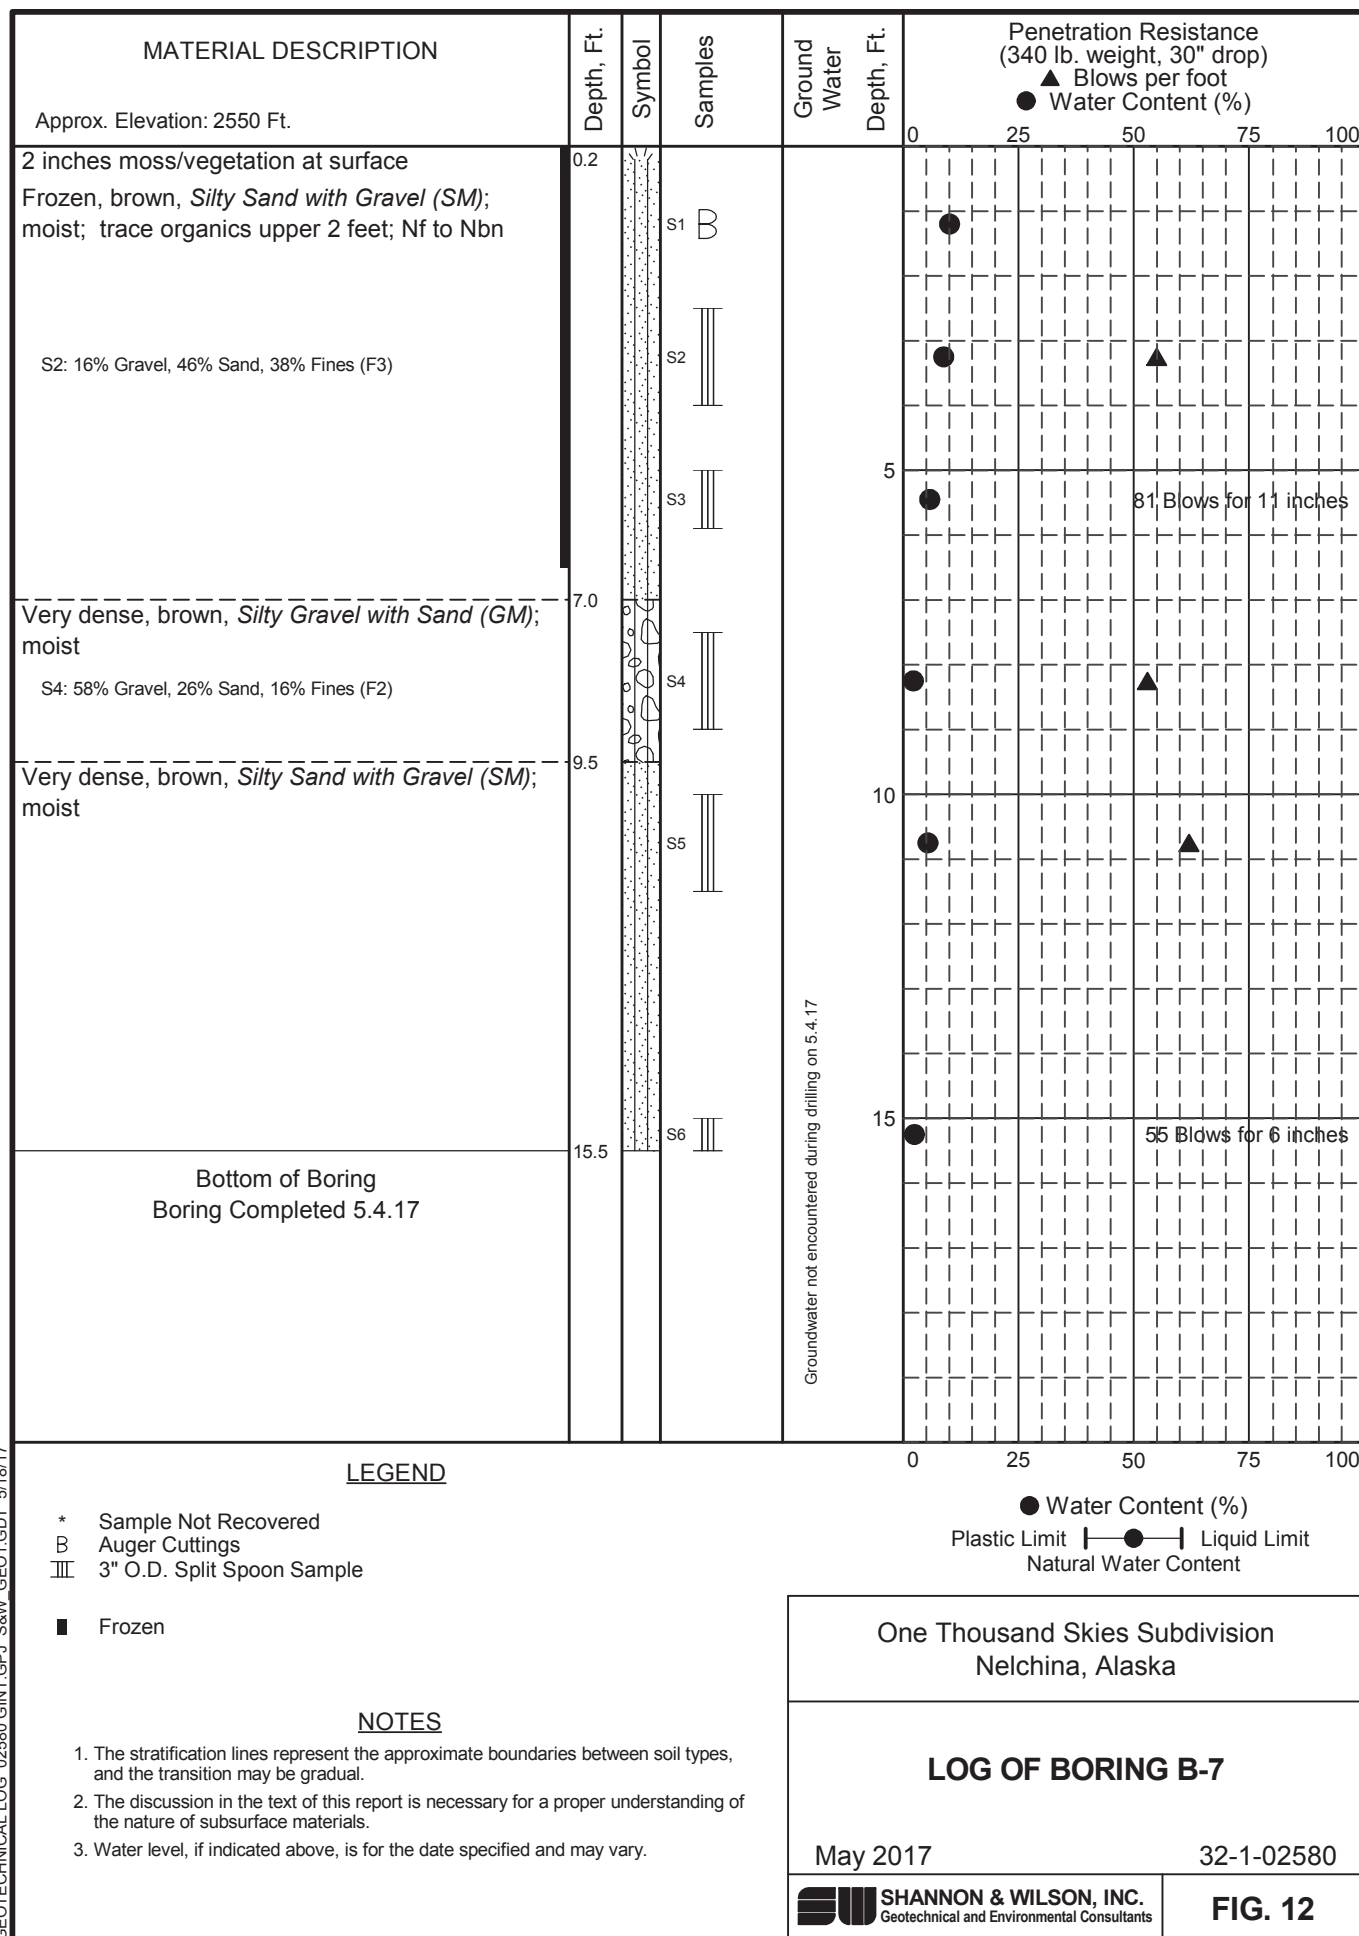 MATERIAL DESCRIPTION
Approx. Elevation: 2550 Ft.
Depth, Ft.
Symbol
Samples
Ground
Water
Depth, Ft.
Penetration Resistance
(340 lb. weight, 30" drop)
▲ Blows per foot
● Water Content (%)
0 25 50 75 100
2 inches moss/vegetation at surface
0.2
Frozen, brown, Silty Sand with Gravel (SM);
moist; trace organics upper 2 feet; Nf to Nbn
S1
S2: 16% Gravel, 46% Sand, 38% Fines (F3)
S2
5
S3
81 Blows for 11 inches
7.0
Very dense, brown, Silty Gravel with Sand (GM);
moist
S4: 58% Gravel, 26% Sand, 16% Fines (F2)
S4
9.5
Very dense, brown, Silty Sand with Gravel (SM);
moist
10
S5
Groundwater not encountered during drilling on 5.4.17
15
S6
55 Blows for 6 inches
15.5
Bottom of Boring
Boring Completed 5.4.17
0 25 50 75 100
LEGEND
* Sample Not Recovered
B Auger Cuttings
3" O.D. Split Spoon Sample
Frozen
● Water Content (%)
Plastic Limit Liquid Limit
Natural Water Content
NOTES
1. The stratification lines represent the approximate boundaries between soil types,
and the transition may be gradual.
2. The discussion in the text of this report is necessary for a proper understanding of
the nature of subsurface materials.
3. Water level, if indicated above, is for the date specified and may vary.
One Thousand Skies Subdivision
Nelchina, Alaska
LOG OF BORING B-7
May 2017 32-1-02580
SHANNON & WILSON, INC.
Geotechnical and Environmental Consultants
FIG. 12
GEOTECHNICAL LOG 02580 GINT.GPJ S&W_GEOT.GDT 5/18/17